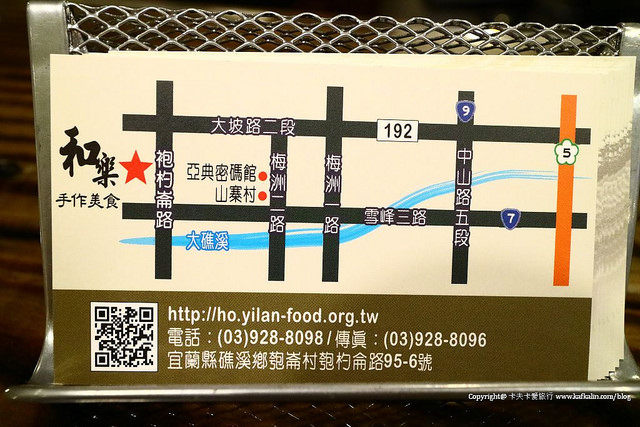 和樂
手作美食
大坡路二段
192
9
5
7
袍杓崙路
亞典密碼館
山寨村
梅洲二路
梅洲一路
中山路五段
雪峰三路
大礁溪
http://ho.yilan-food.org.tw
電話：(03)928-8098/傳真：(03)928-8096
宜蘭縣礁溪鄉匏崙村匏杓侖路95-6號
Copyright@ 卡夫卡愛旅行 www.kafkalin.com/blog